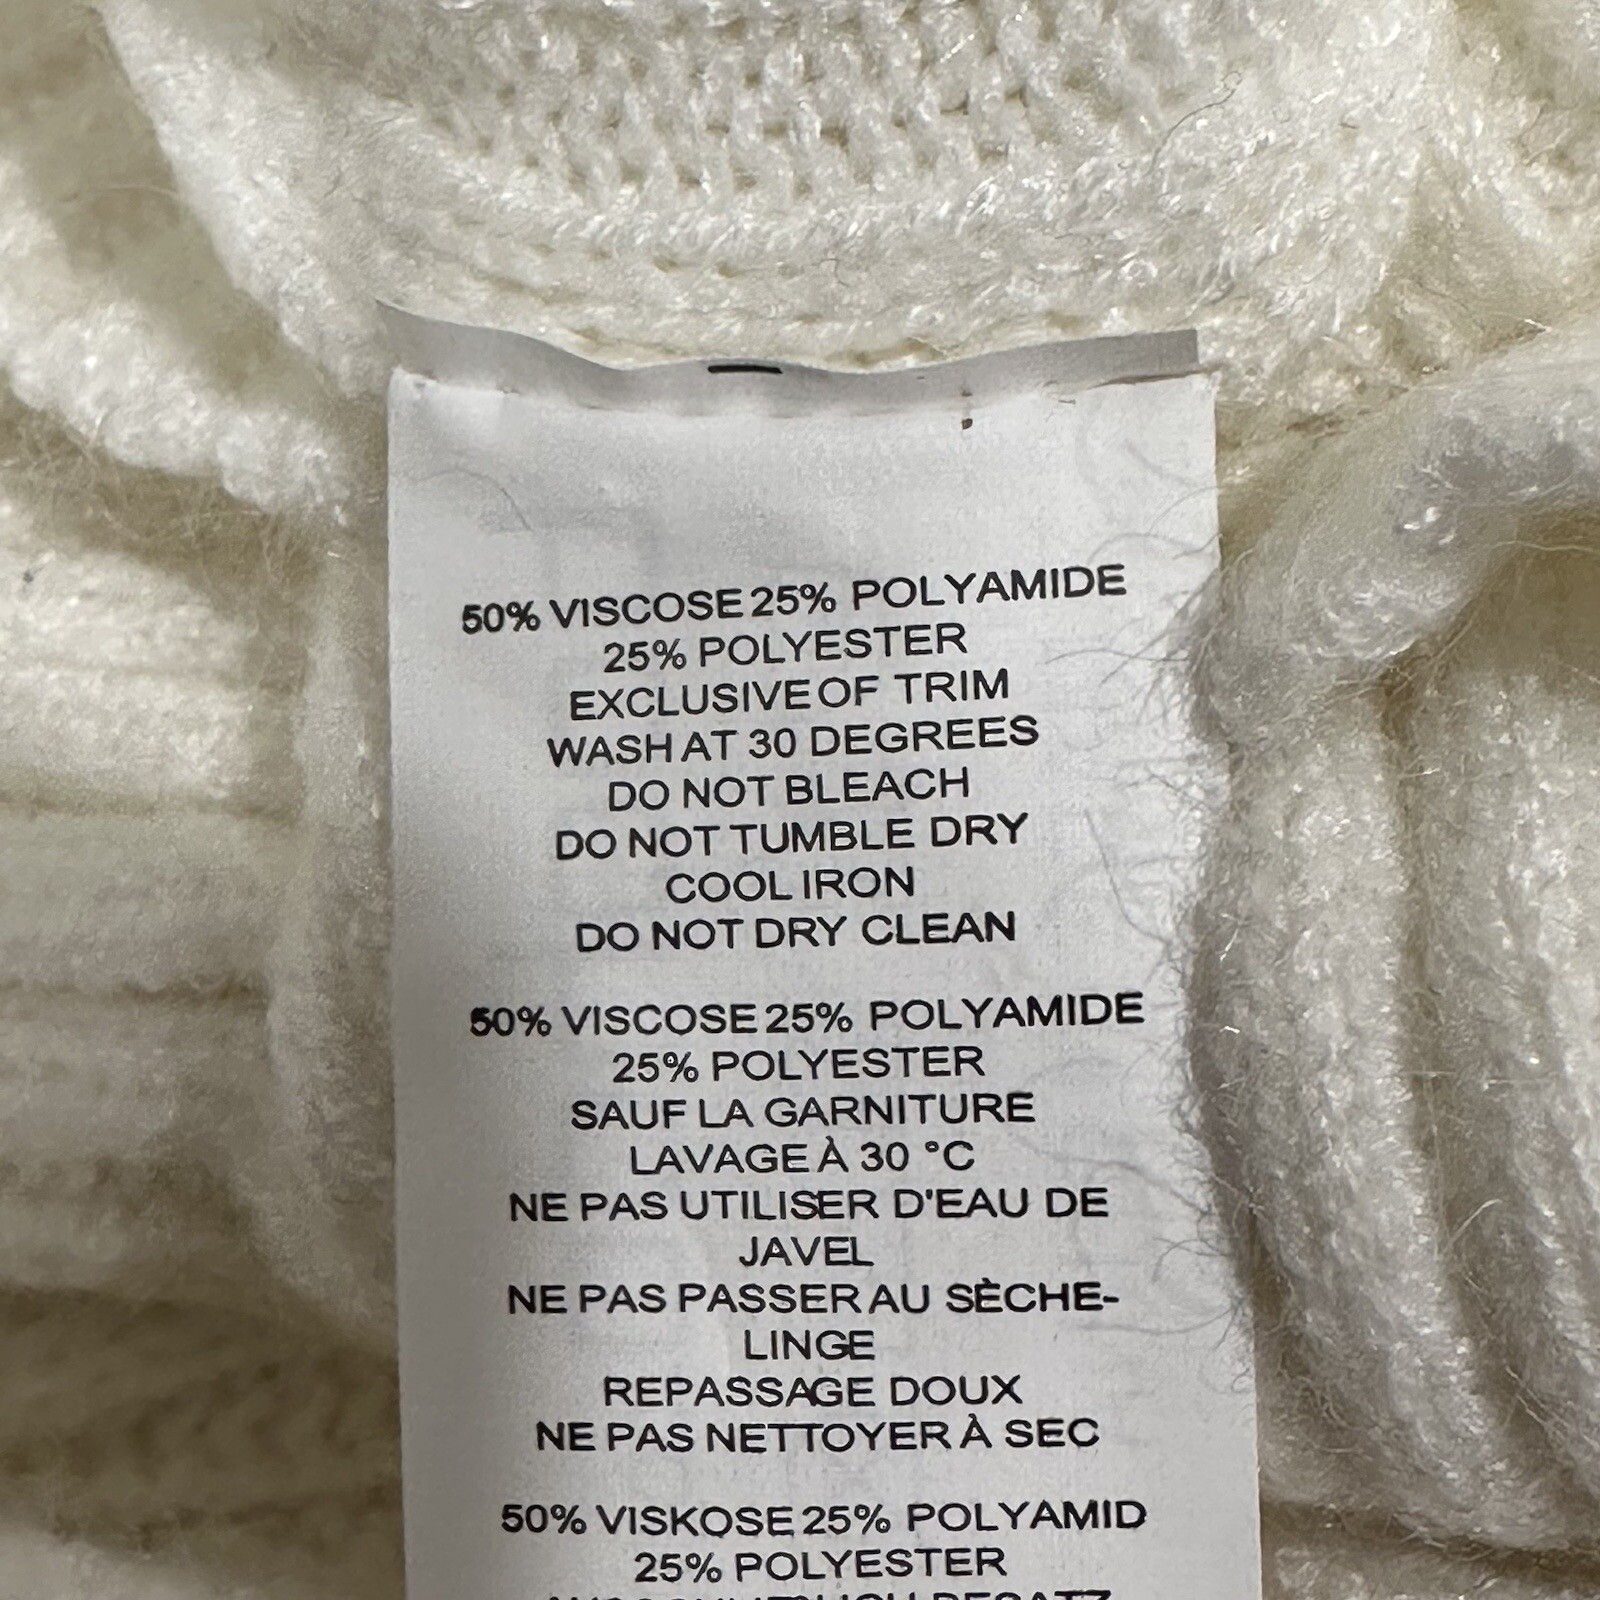 50% VISCOSE 25% POLYAMIDE
25% POLYESTER
EXCLUSIVE OF TRIM
WASH AT 30 DEGREES
DO NOT BLEACH
DO NOT TUMBLE DRY
COOL IRON
DO NOT DRY CLEAN
50% VISCOSE 25% POLYAMIDE
25% POLYESTER
SAUF LA GARNITURE
LAVAGE À 30 °C
NE PAS UTILISER D'EAU DE
JAVEL
NE PAS PASSER AU SÈCHE-
LINGE
REPASSAGE DOUX
NE PAS NETTOYER À SEC
50% VISKOSE 25% POLYAMID
25% POLYESTER